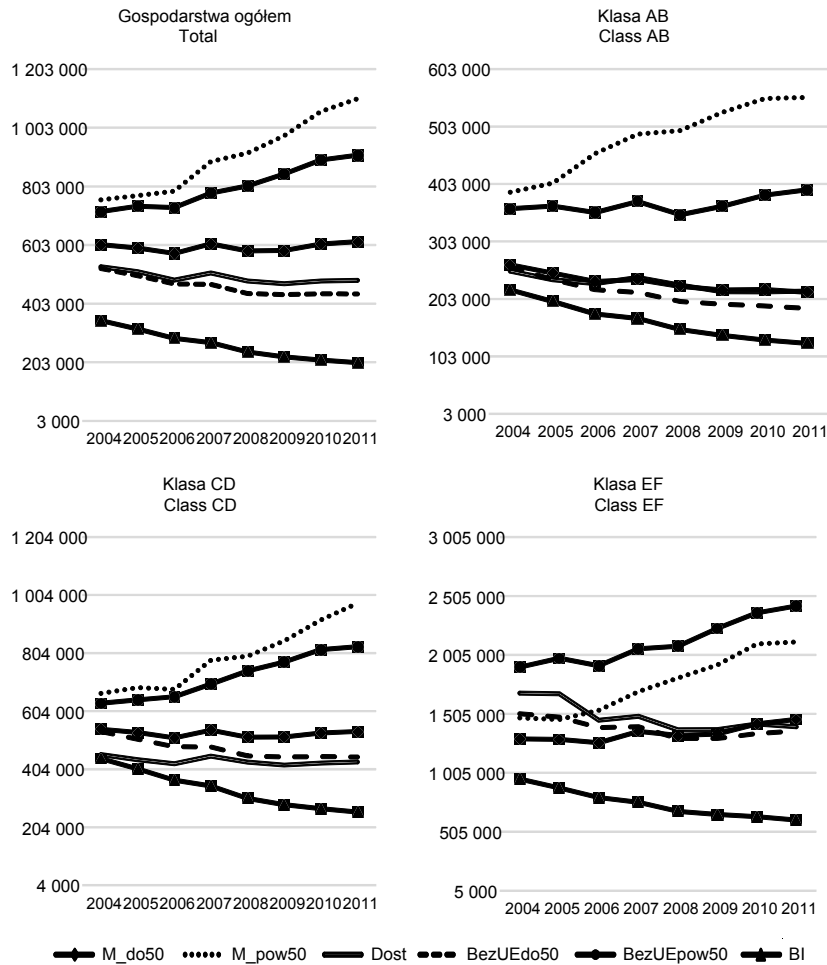 Gospodarstwa ogółem
Total
1 203 000
1 003 000
803 000
603 000
403 000
203 000
3 000
2004 2005 2006 2007 2008 2009 2010 2011
Klasa AB
Class AB
603 000
503 000
403 000
303 000
203 000
103 000
3 000
2004 2005 2006 2007 2008 2009 2010 2011
Klasa CD
Class CD
1 204 000
1 004 000
804 000
604 000
404 000
204 000
4 000
2004 2005 2006 2007 2008 2009 2010 2011
Klasa EF
Class EF
3 005 000
2 505 000
2 005 000
1 505 000
1 005 000
505 000
5 000
2004 2005 2006 2007 2008 2009 2010 2011
M_do50 M_pow50 Dost BezUEdo50 BezUEpow50 BI